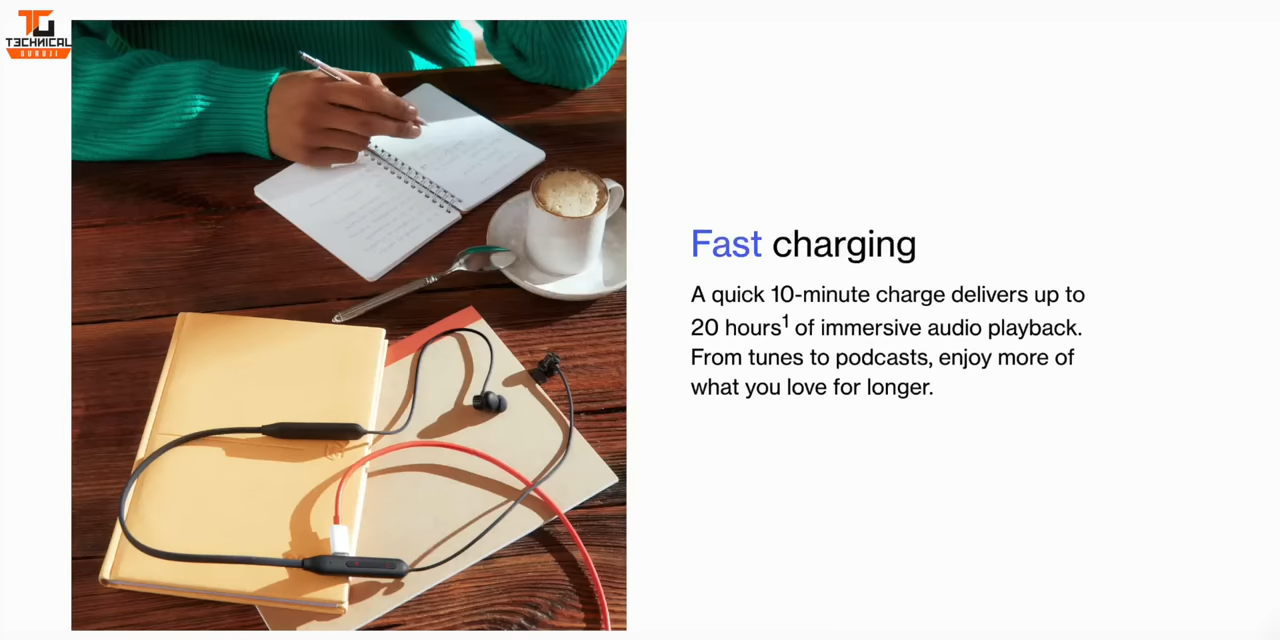 TECHNICAL
GURUJI
Fast charging
A quick 10-minute charge delivers up to
20 hours1 of immersive audio playback.
From tunes to podcasts, enjoy more of
what you love for longer.